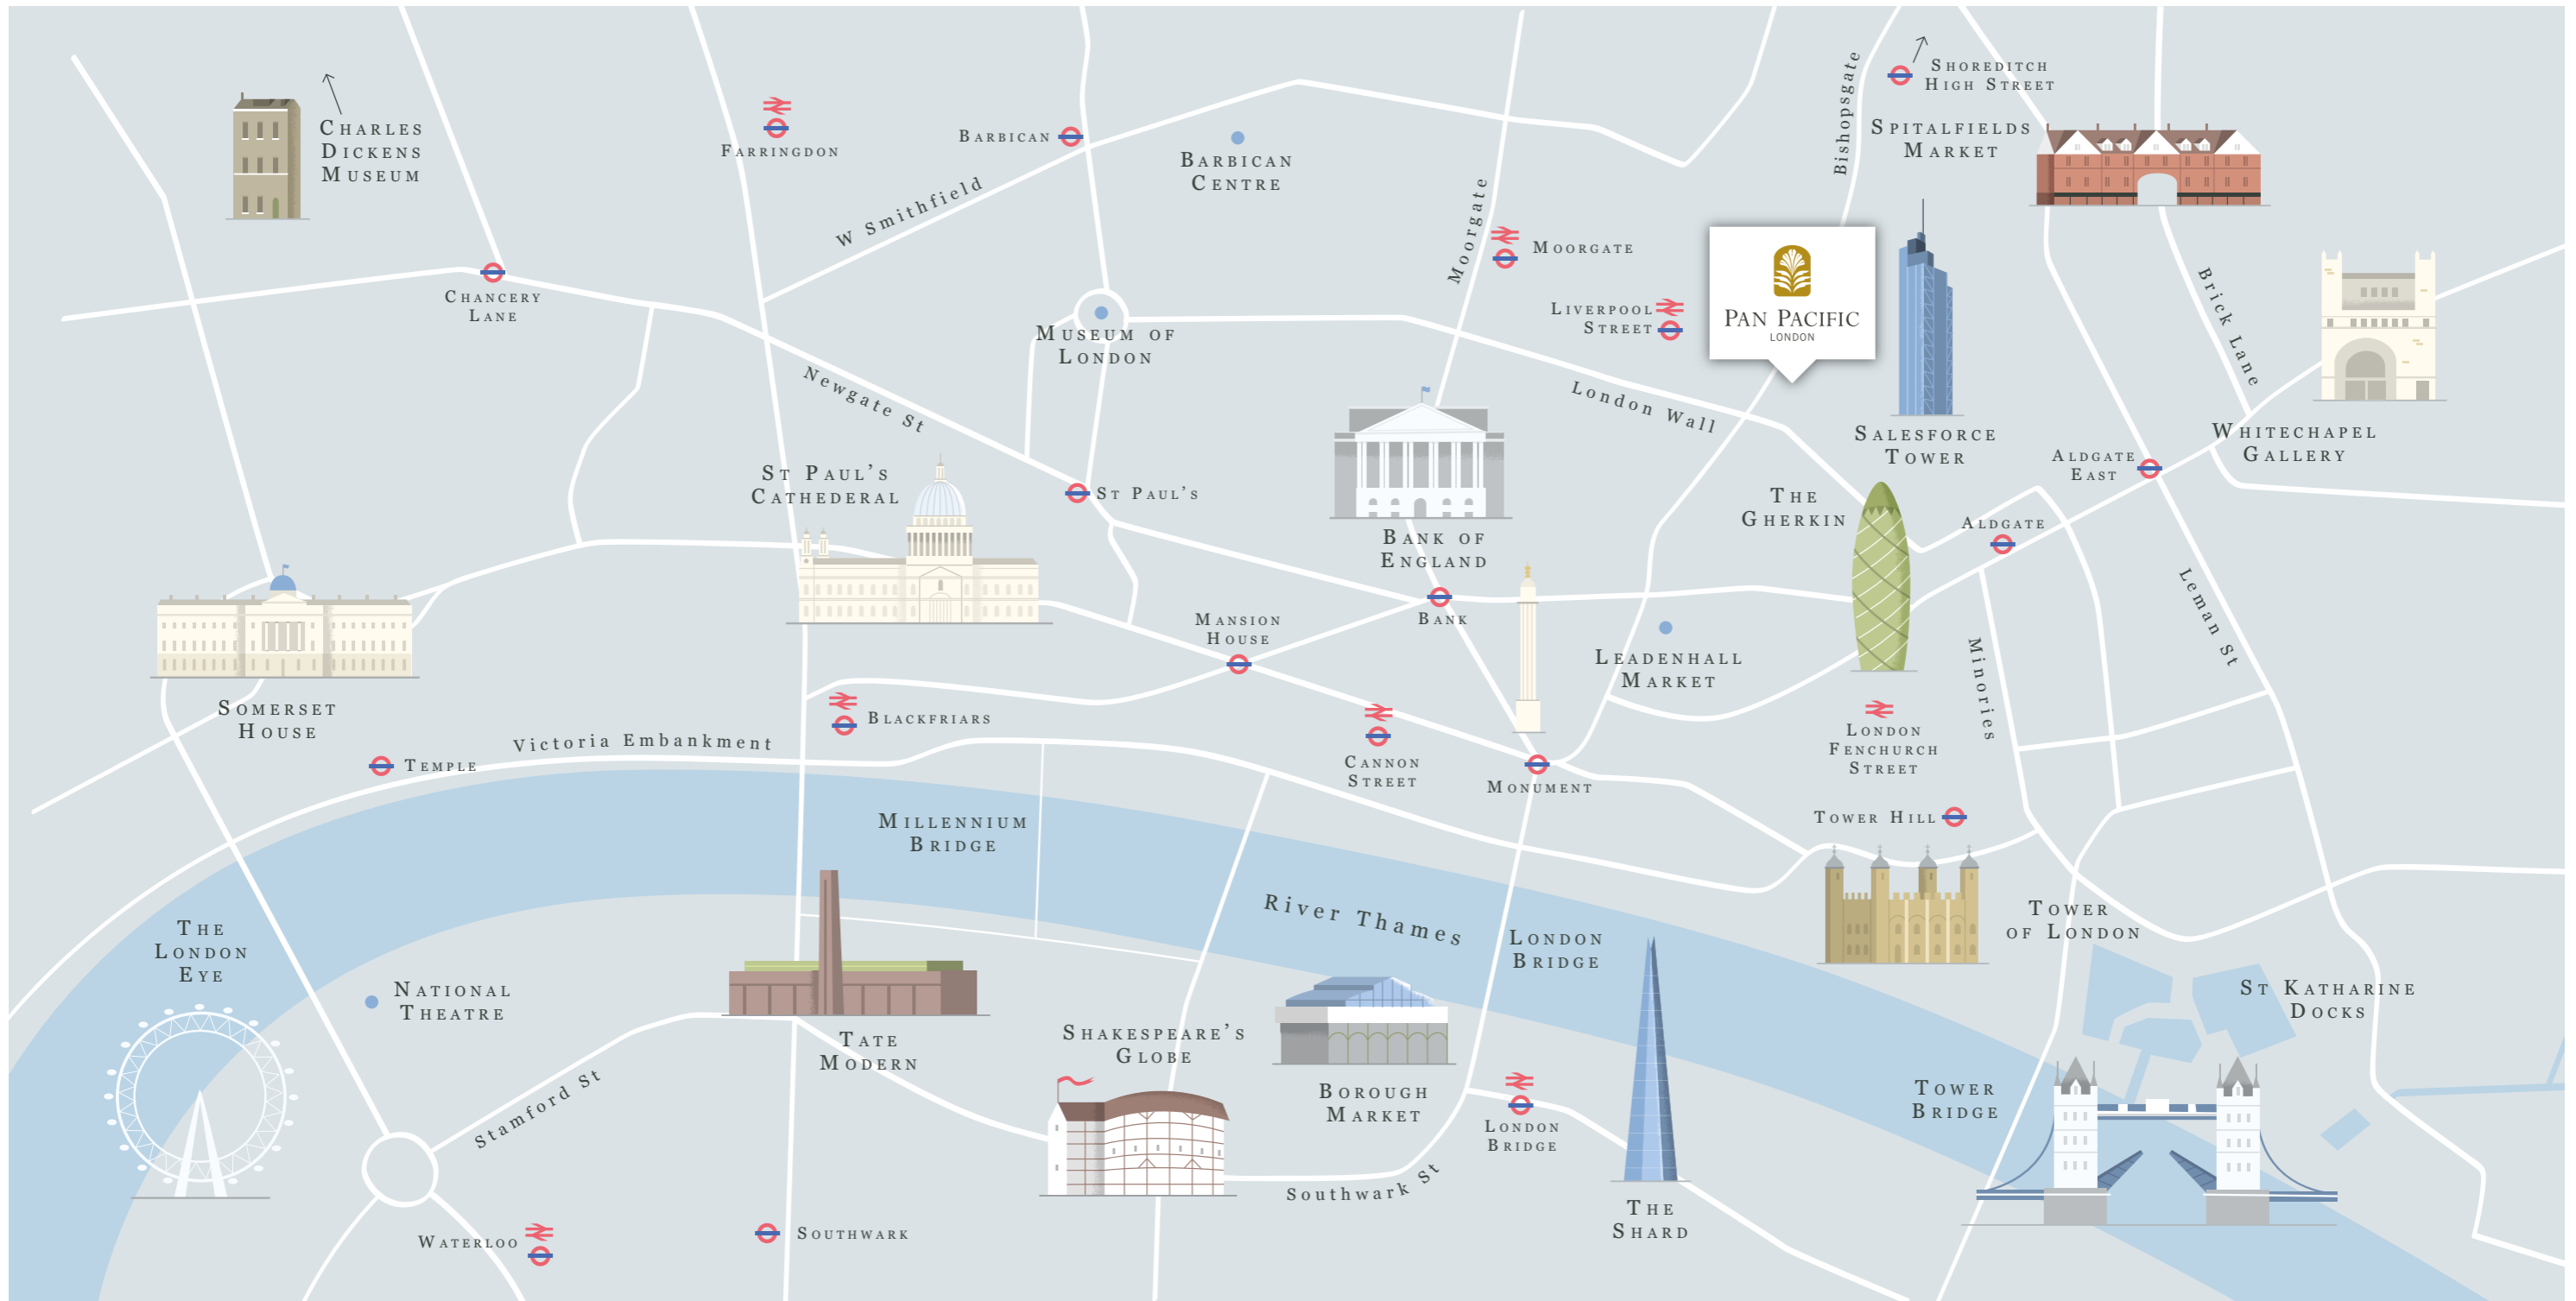 CHARLES
DICKENS
MUSEUM
FARRINGDON
BARBICAN
BARBICAN
CENTRE
W Smithfield
Moorgate
MOORGATE
Bishopsgate
SHOREDITCH
HIGH STREET
SPITALFIELDS
MARKET
CHANCERY
LANE
MUSEUM OF
LONDON
LIVERPOOL
STREET
PAN PACIFIC
LONDON
Brick Lane
Newgate St
London Wall
SALESFORCE
TOWER
WHITECHAPEL
GALLERY
ALDGATE
EAST
ST PAUL'S
CATHEDERAL
ST PAUL'S
THE
GHERKIN
ALDGATE
BANK OF
ENGLAND
BANK
MANSION
HOUSE
LEADENHALL
MARKET
Minories
Leman St
SOMERSET
HOUSE
BLACKFRIARS
Victoria Embankment
TEMPLE
CANNON
STREET
MONUMENT
LONDON
FENCHURCH
STREET
TOWER HILL
MILLENNIUM
BRIDGE
River Thames
LONDON
BRIDGE
TOWER
OF LONDON
THE
LONDON
EYE
NATIONAL
THEATRE
ST KATHARINE
DOCKS
TATE
MODERN
SHAKESPEARE'S
GLOBE
BOROUGH
MARKET
LONDON
BRIDGE
TOWER
BRIDGE
Stamford St
Southwark St
THE
SHARD
WATERLOO
SOUTHWARK